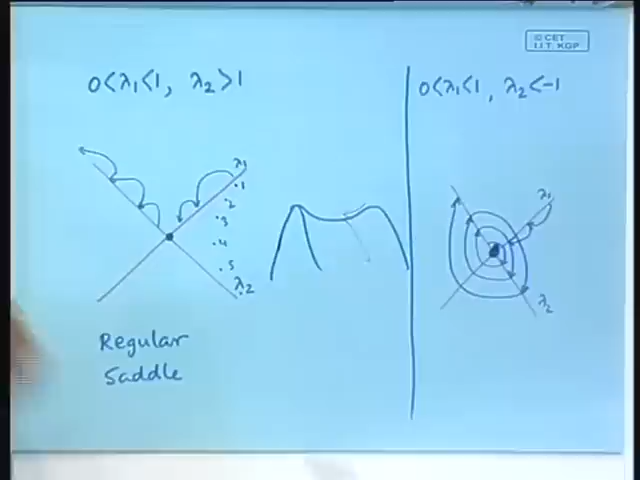 © CET
I.I.T. KGP
0<λ₁<1, λ₂>1
0<λ₁<1, λ₂<-1
λ₁
.1
.2
.3
.4
.5
λ₂
λ₁
λ₂
Regular
Saddle